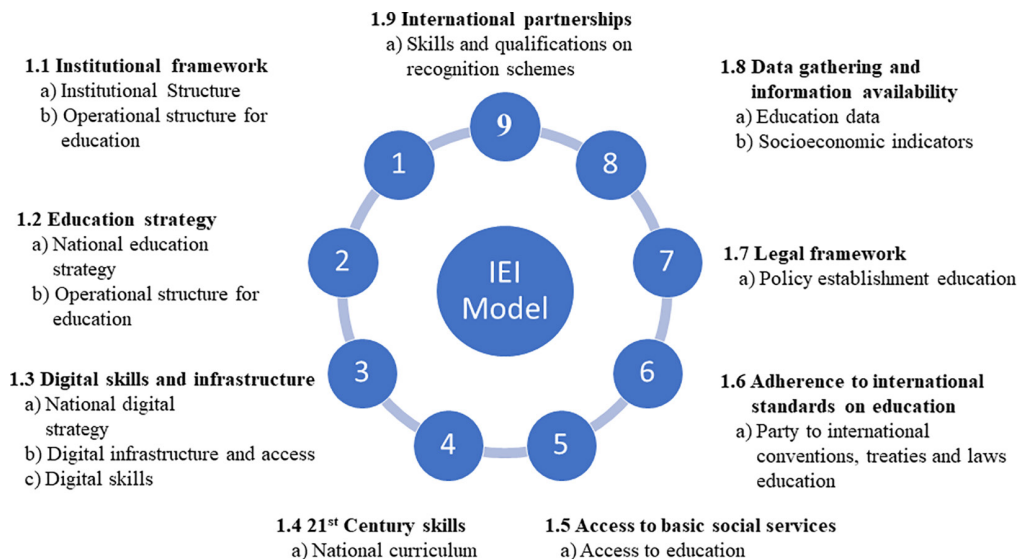 1.9 International partnerships
a) Skills and qualifications on
recognition schemes
1.1 Institutional framework
a) Institutional Structure
b) Operational structure for
education
1.8 Data gathering and
information availability
a) Education data
b) Socioeconomic indicators
9
1
8
1.2 Education strategy
a) National education
strategy
b) Operational structure for
education
2
IEI
Model
7
1.7 Legal framework
a) Policy establishment education
1.3 Digital skills and infrastructure
a) National digital
strategy
b) Digital infrastructure and access
c) Digital skills
3
6
1.6 Adherence to international
standards on education
a) Party to international
conventions, treaties and laws
education
4
5
1.4 21st Century skills
a) National curriculum
1.5 Access to basic social services
a) Access to education